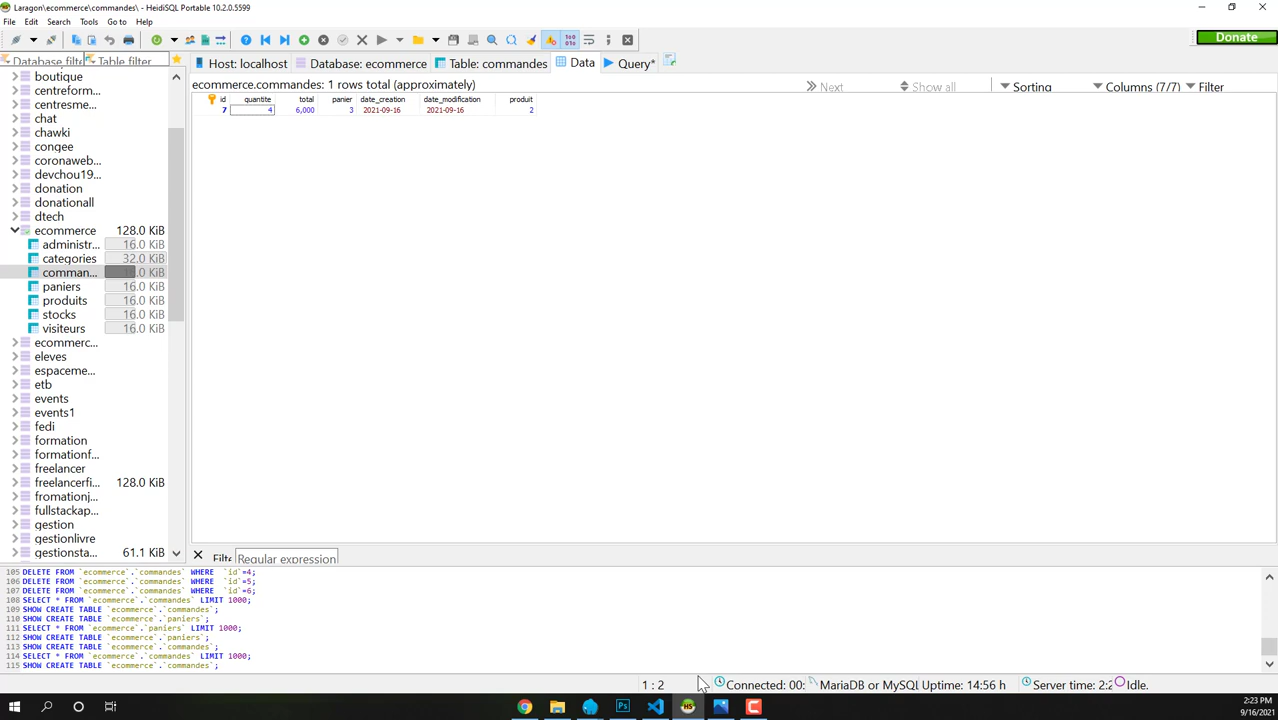 Laragon\ecommerce\commandes\ - HeidiSQL Portable 10.2.0.5599
File Edit Search Tools Go to Help
Donate
Database filte Table filter
Host: localhost Database: ecommerce Table: commandes Data Query*
ecommerce.commandes: 1 rows total (approximately) Next Show all Sorting Columns (7/7) Filter
id quantite total panier date_creation date_modification produit
7 4 6,000 3 2021-09-16 2021-09-16 2
boutique
centreform...
centresme...
chat
chawki
congee
coronaweb...
devchou19...
donation
donationall
dtech
ecommerce 128.0 KiB
administr... 16.0 KiB
categories 32.0 KiB
comman...
paniers 16.0 KiB
produits 16.0 KiB
stocks 16.0 KiB
visiteurs 16.0 KiB
ecommerc...
eleves
espaceme...
etb
events
events1
fedi
formation
formationf...
freelancer
freelancerfi... 128.0 KiB
fromationj...
fullstackap...
gestion
gestionlivre
gestionsta... 61.1 KiB
Regular expression
105 DELETE FROM `ecommerce`.`commandes` WHERE `id`=4;
106 DELETE FROM `ecommerce`.`commandes` WHERE `id`=5;
107 DELETE FROM `ecommerce`.`commandes` WHERE `id`=6;
108 SELECT * FROM `ecommerce`.`commandes` LIMIT 1000;
109 SHOW CREATE TABLE `ecommerce`.`commandes`;
110 SHOW CREATE TABLE `ecommerce`.`paniers`;
111 SELECT * FROM `ecommerce`.`paniers` LIMIT 1000;
112 SHOW CREATE TABLE `ecommerce`.`paniers`;
113 SHOW CREATE TABLE `ecommerce`.`commandes`;
114 SELECT * FROM `ecommerce`.`commandes` LIMIT 1000;
115 SHOW CREATE TABLE `ecommerce`.`commandes`;
1 : 2 Connected: 00: MariaDB or MySQL Uptime: 14:56 h Server time: 2:2 Idle.
2:23 PM
9/16/2021